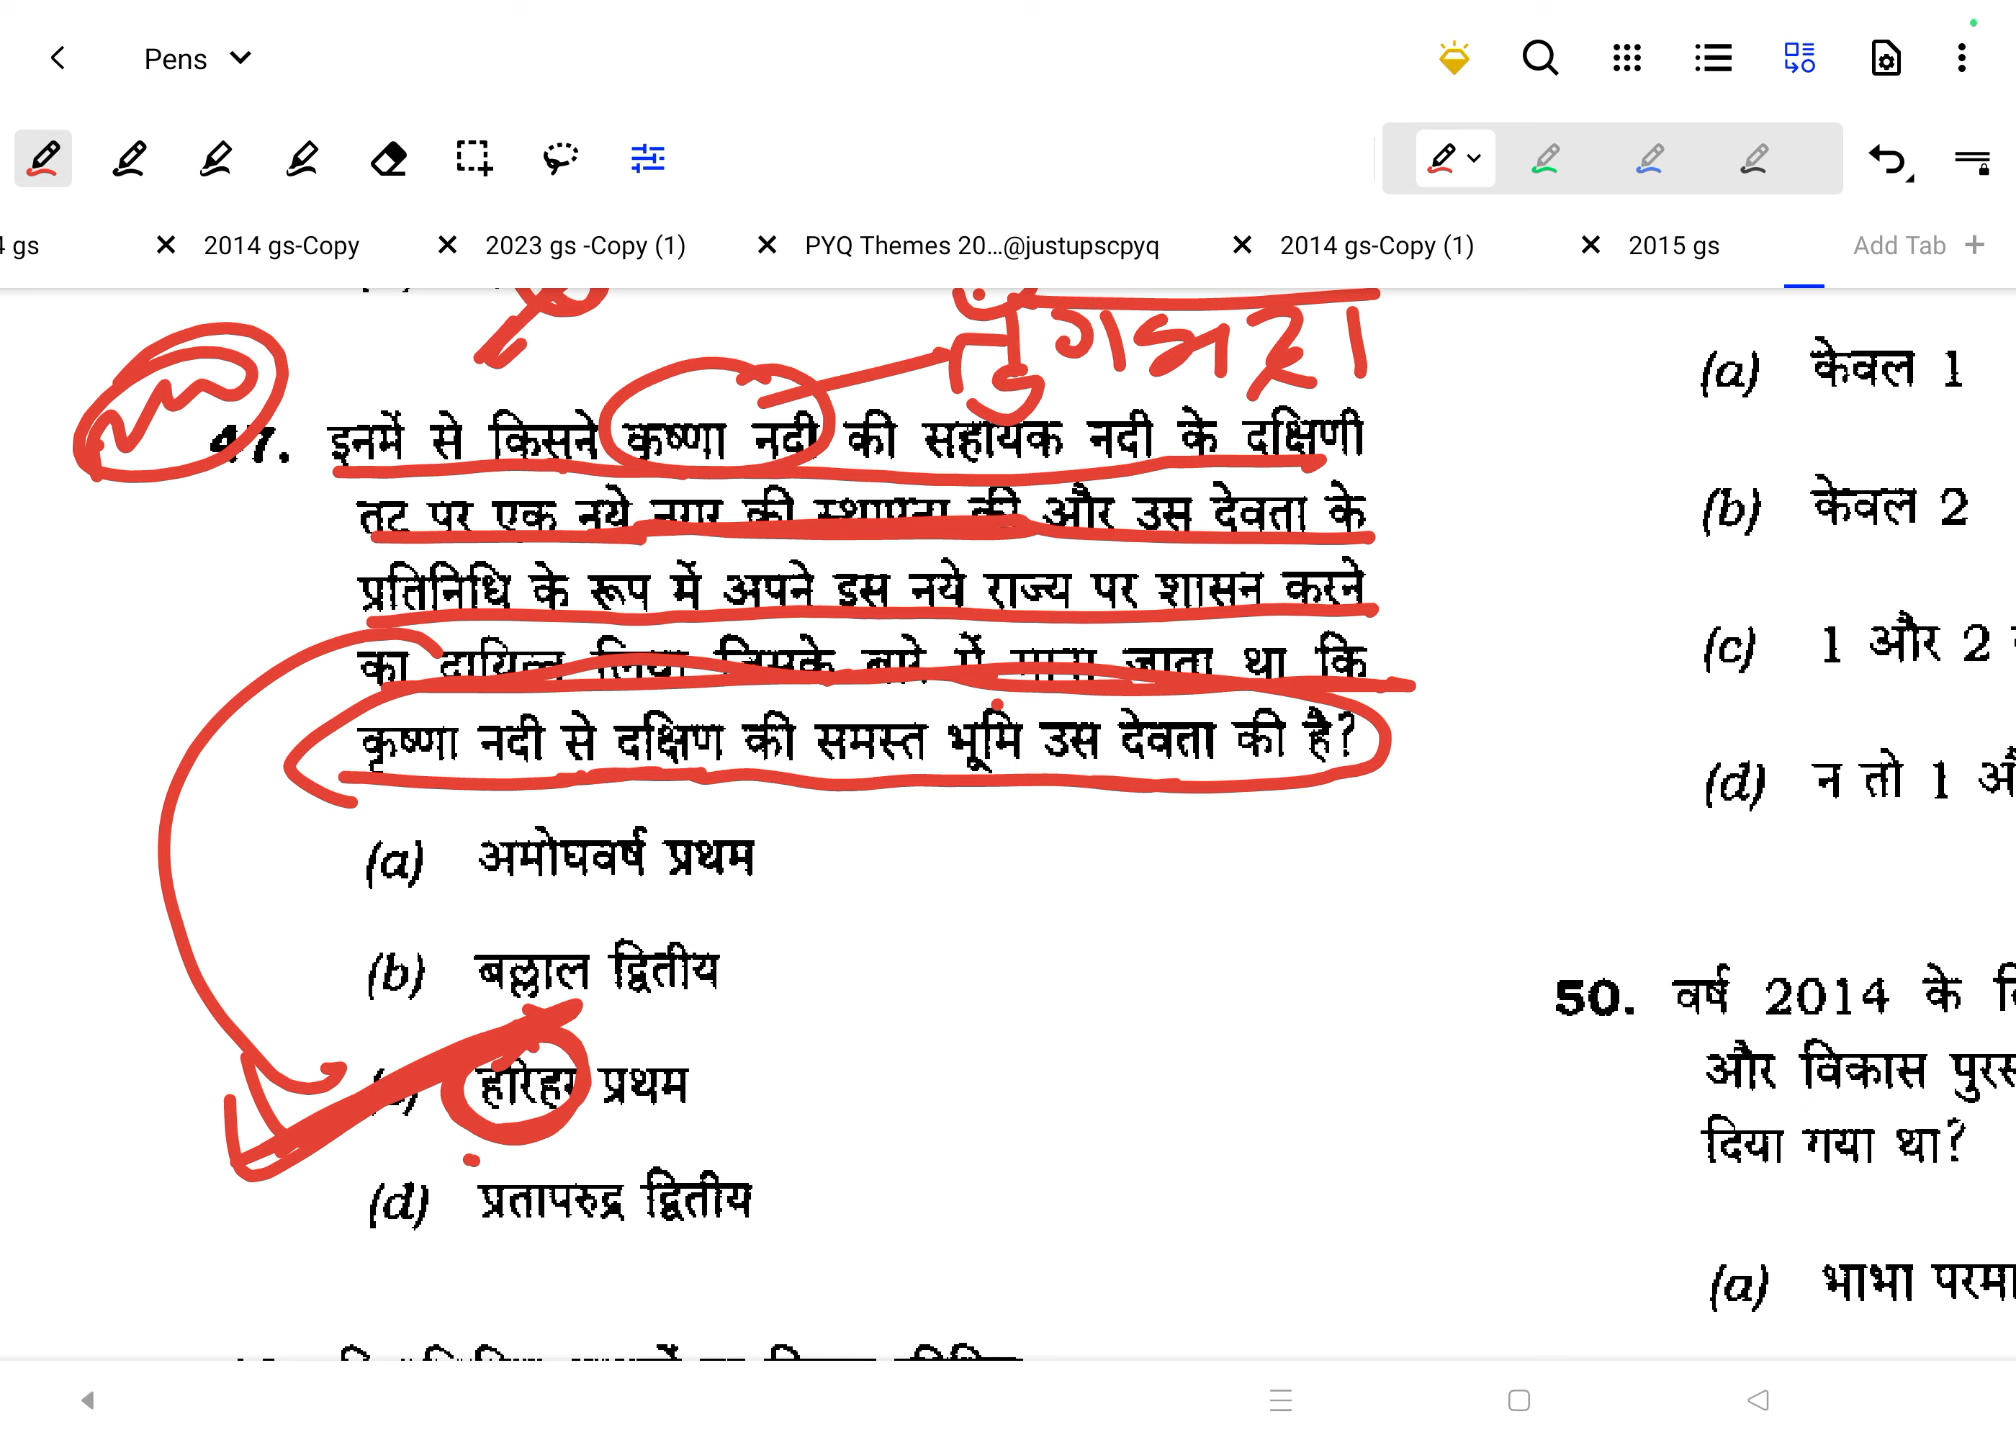 Pens
4 gs
2014 gs-Copy
2023 gs -Copy (1)
PYQ Themes 20...@justupscpyq
2014 gs-Copy (1)
2015 gs
Add Tab +
तुंगभद्रा
47. इनमें से किसने कृष्णा नदी की सहायक नदी के दक्षिणी
तट पर एक नये नगर की स्थापना की और उस देवता के
प्रतिनिधि के रूप में अपने इस नये राज्य पर शासन करने
का दायित्व लिया जिसके बारे में माना जाता था कि
कृष्णा नदी से दक्षिण की समस्त भूमि उस देवता की है?
(a) अमोघवर्ष प्रथम
(b) बल्लाल द्वितीय
(c) हरिहर प्रथम
(d) प्रतापरुद्र द्वितीय
(a) केवल 1
(b) केवल 2
(c) 1 और 2
(d) न तो 1
50. वर्ष 2014 के
और विकास
दिया गया था?
(a) भाभा